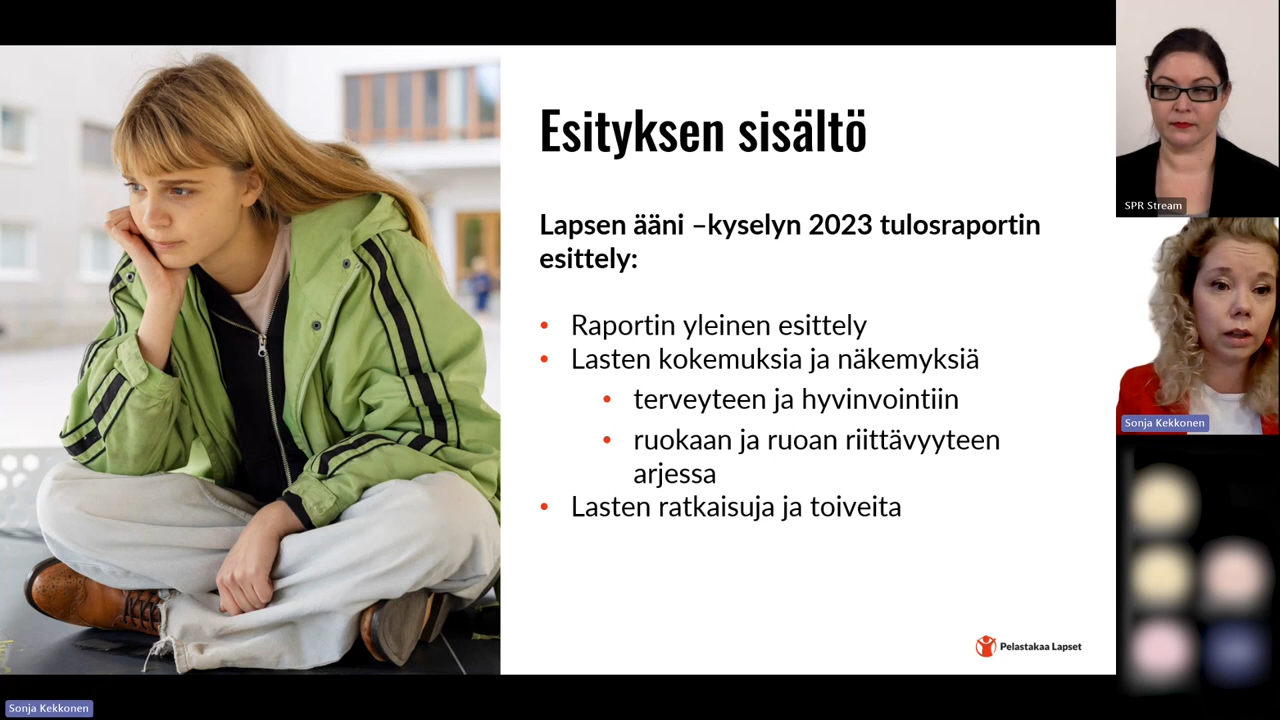 Esityksen sisältö
Lapsen ääni –kyselyn 2023 tulosraportin
esittely:
• Raportin yleinen esittely
• Lasten kokemuksia ja näkemyksiä
• terveyteen ja hyvinvointiin
• ruokaan ja ruoan riittävyyteen
arjessa
• Lasten ratkaisuja ja toiveita
Pelastakaa Lapset
SPR Stream
Sonja Kekkonen
Sonja Kekkonen